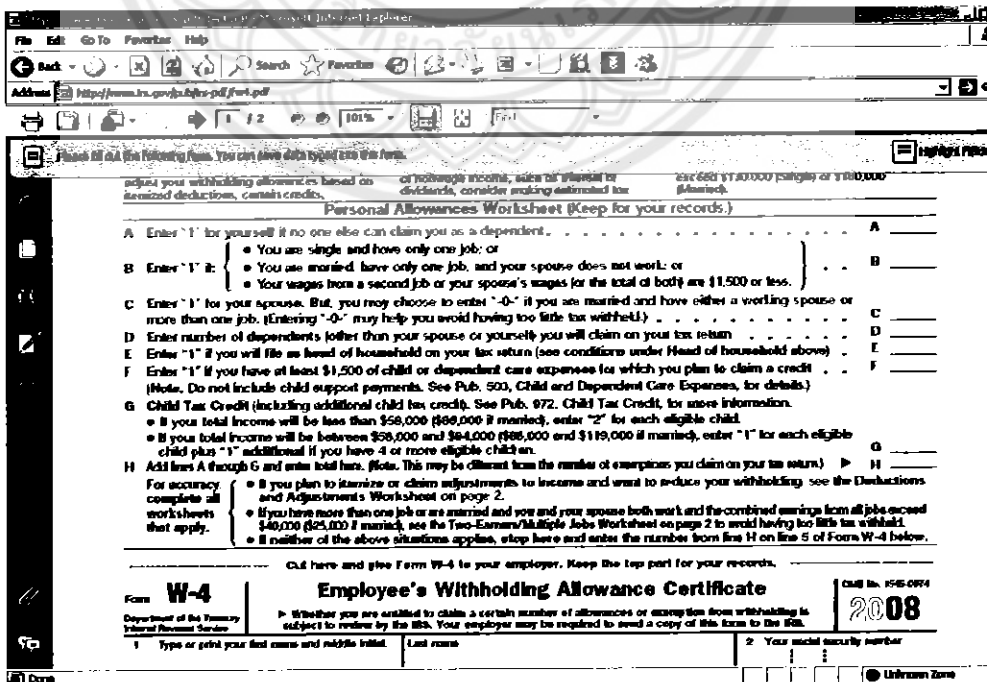 Microsoft Internet Explorer
File Edit Go To Favorites Help
Back Search Favorites
Address http://www.irs.gov/pub/irs-pdf/fw4.pdf
1 / 2 101% Find
Please fill out the following form. You can save data typed into this form.
adjust your withholding allowances based on itemized deductions, certain credits,
of nonwage income, such as interest or dividends, consider making estimated tax
exceed $130,000 (Single) or $180,000 (Married).
Personal Allowances Worksheet (Keep for your records.)
A Enter "1" for yourself if no one else can claim you as a dependent . . . A
• You are single and have only one job; or
B Enter "1" if: • You are married, have only one job, and your spouse does not work; or . . . B
• Your wages from a second job or your spouse's wages (or the total of both) are $1,500 or less.
C Enter "1" for your spouse. But, you may choose to enter "-0-" if you are married and have either a working spouse or
more than one job. (Entering "-0-" may help you avoid having too little tax withheld.) . . . C
D Enter number of dependents (other than your spouse or yourself) you will claim on your tax return . . . D
E Enter "1" if you will file as head of household on your tax return (see conditions under Head of household above) . E
F Enter "1" if you have at least $1,500 of child or dependent care expenses for which you plan to claim a credit . . F
(Note. Do not include child support payments. See Pub. 503, Child and Dependent Care Expenses, for details.)
G Child Tax Credit (including additional child tax credit). See Pub. 972, Child Tax Credit, for more information.
• If your total income will be less than $58,000 ($86,000 if married), enter "2" for each eligible child.
• If your total income will be between $58,000 and $84,000 ($86,000 and $119,000 if married), enter "1" for each eligible
child plus "1" additional if you have 4 or more eligible children. G
H Add lines A through G and enter total here. (Note. This may be different from the number of exemptions you claim on your tax return.) ▶ H
For accuracy, complete all worksheets that apply.
• If you plan to itemize or claim adjustments to income and want to reduce your withholding, see the Deductions
and Adjustments Worksheet on page 2.
• If you have more than one job or are married and you and your spouse both work and the combined earnings from all jobs exceed
$40,000 ($25,000 if married), see the Two-Earners/Multiple Jobs Worksheet on page 2 to avoid having too little tax withheld.
• If neither of the above situations applies, stop here and enter the number from line H on line 5 of Form W-4 below.
Cut here and give Form W-4 to your employer. Keep the top part for your records.
Form W-4
Department of the Treasury
Internal Revenue Service
Employee's Withholding Allowance Certificate
▶ Whether you are entitled to claim a certain number of allowances or exemption from withholding is
subject to review by the IRS. Your employer may be required to send a copy of this form to the IRS.
OMB No. 1545-0074
2008
1 Type or print your first name and middle initial. Last name 2 Your social security number
Done Unknown Zone